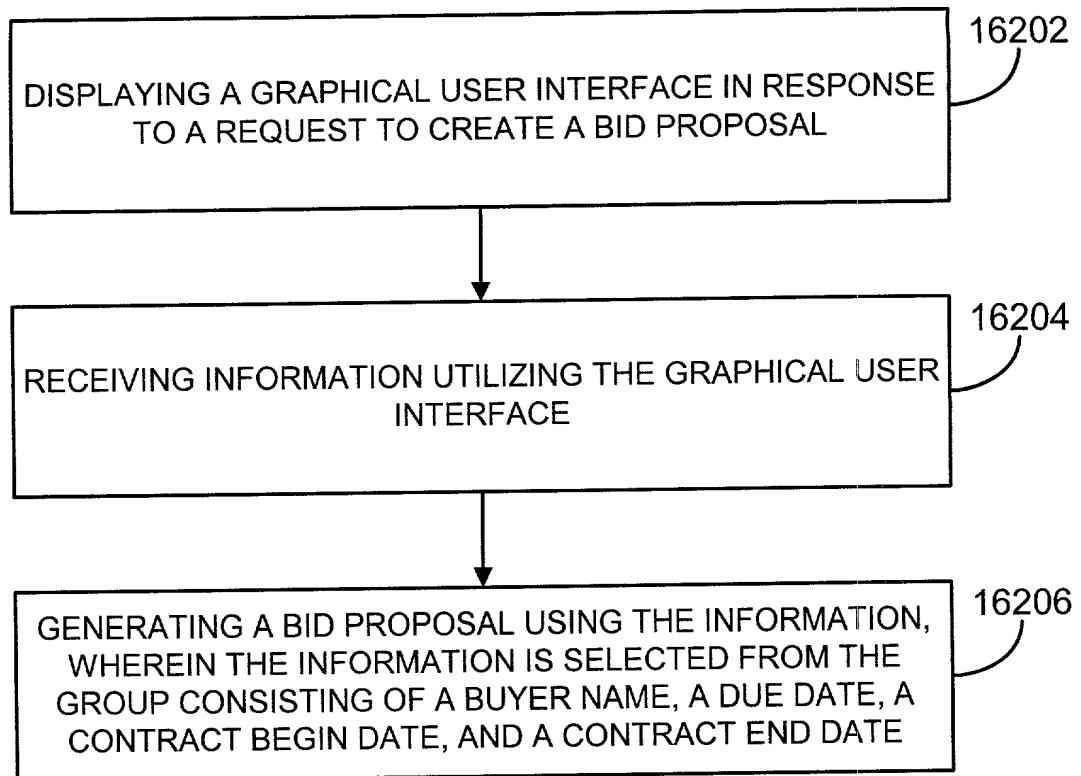 16202
DISPLAYING A GRAPHICAL USER INTERFACE IN RESPONSE
TO A REQUEST TO CREATE A BID PROPOSAL
16204
RECEIVING INFORMATION UTILIZING THE GRAPHICAL USER
INTERFACE
16206
GENERATING A BID PROPOSAL USING THE INFORMATION,
WHEREIN THE INFORMATION IS SELECTED FROM THE
GROUP CONSISTING OF A BUYER NAME, A DUE DATE, A
CONTRACT BEGIN DATE, AND A CONTRACT END DATE